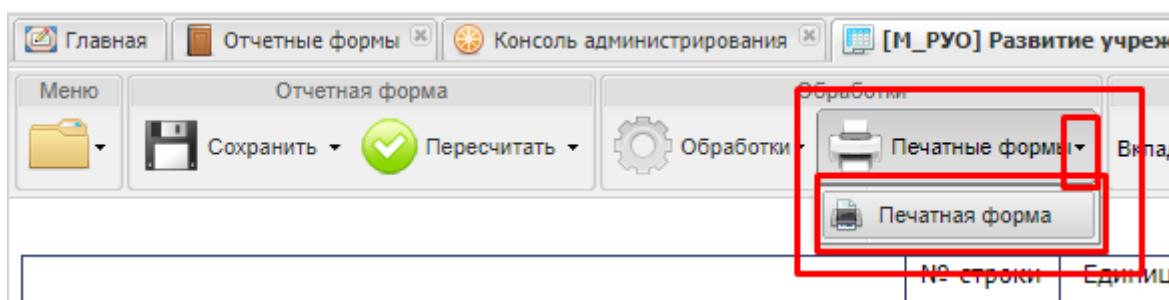 Главная Отчетные формы Консоль администрирования [М_РУО] Развитие учреж
Меню Отчетная форма Обработки
Сохранить Пересчитать Обработки Печатные формы Вклад
Печатная форма
№ строки Единиц